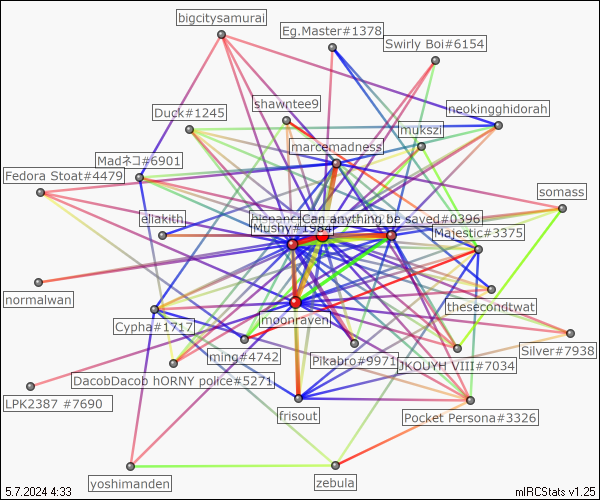 bigcitysamurai
Eg.Master#1378
Swirly Boi#6154
shawntee9
neokingghidorah
Duck#1245
mukszi
marcemadness
Madネコ#6901
Fedora Stoat#4479
somass
ellakith
Can anything be saved#0396
Mushy#1984
Majestic#3375
normalwan
thesecondtwat
moonraven
Cypha#1717
Silver#7938
ming#4742
Pikabro#9971
JKOUYH VIII#7034
DacobDacob hORNY police#5271
LPK2387 #7690
frisout
Pocket Persona#3326
yoshimanden
zebula
5.7.2024 4:33
mIRCStats v1.25